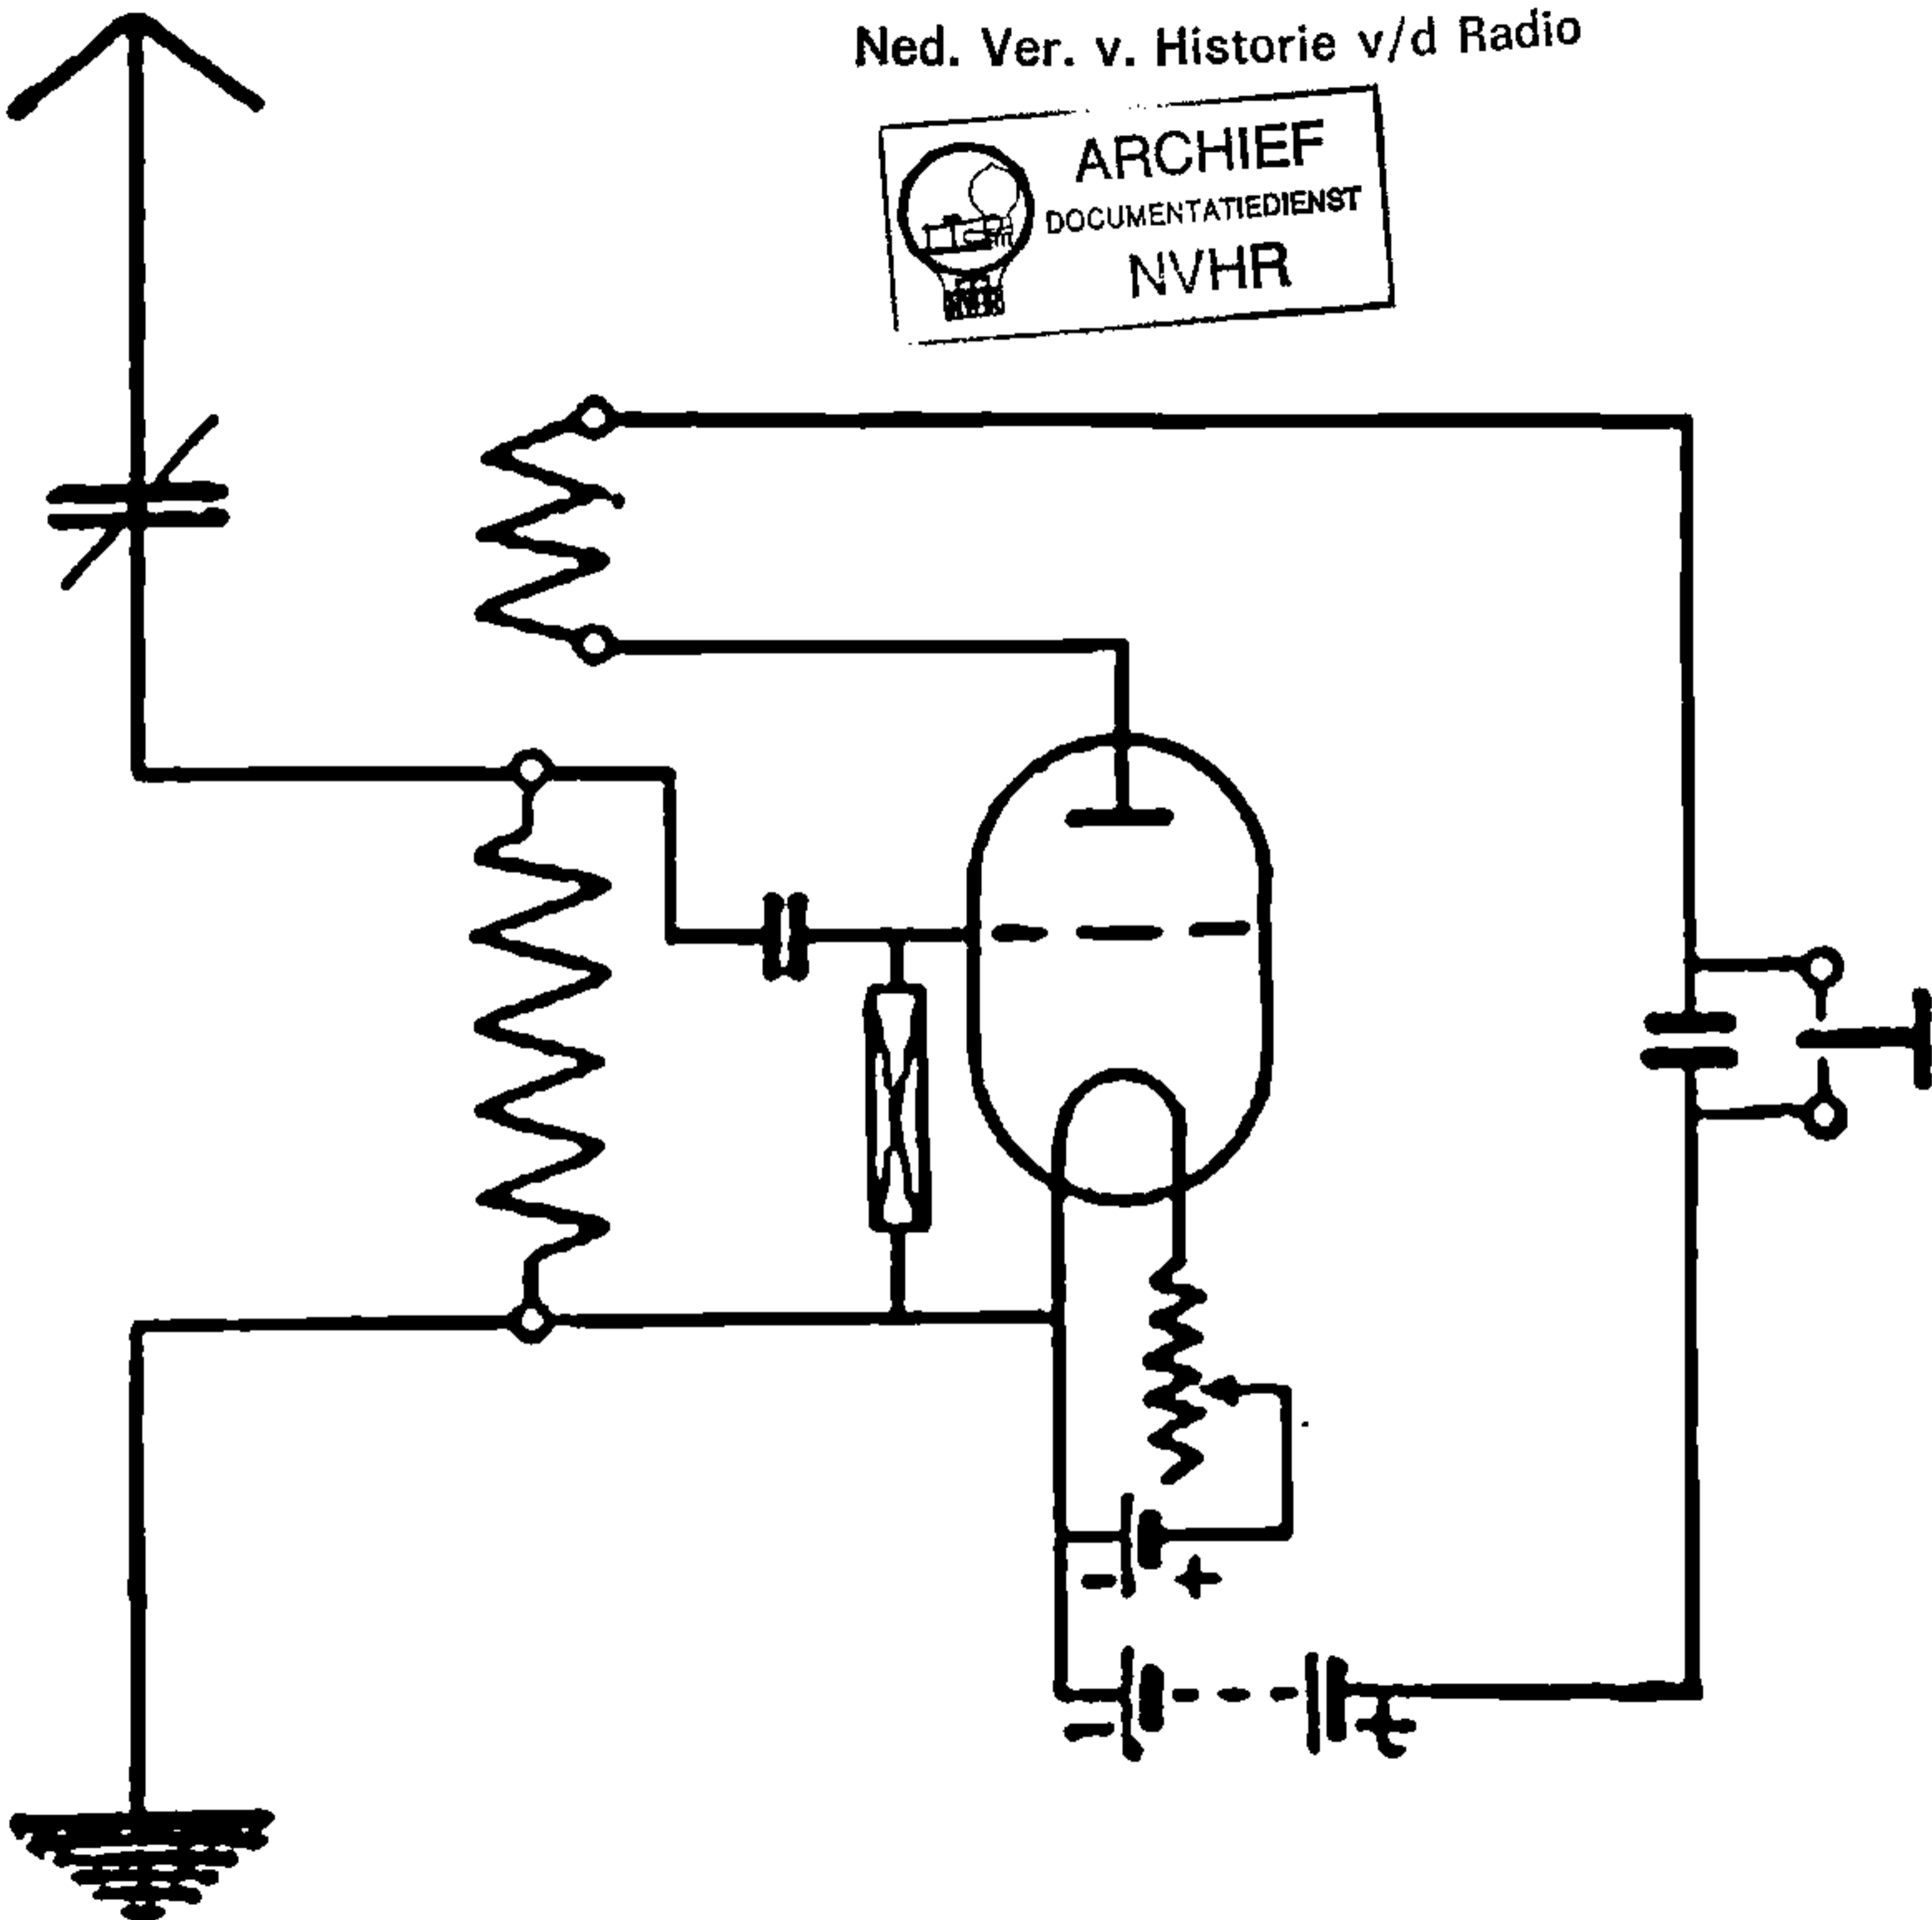 Ned. Ver. v. Historie v/d Radio
ARCHIEF
DOCUMENTATIEDIENST
NVHR
- +
- +